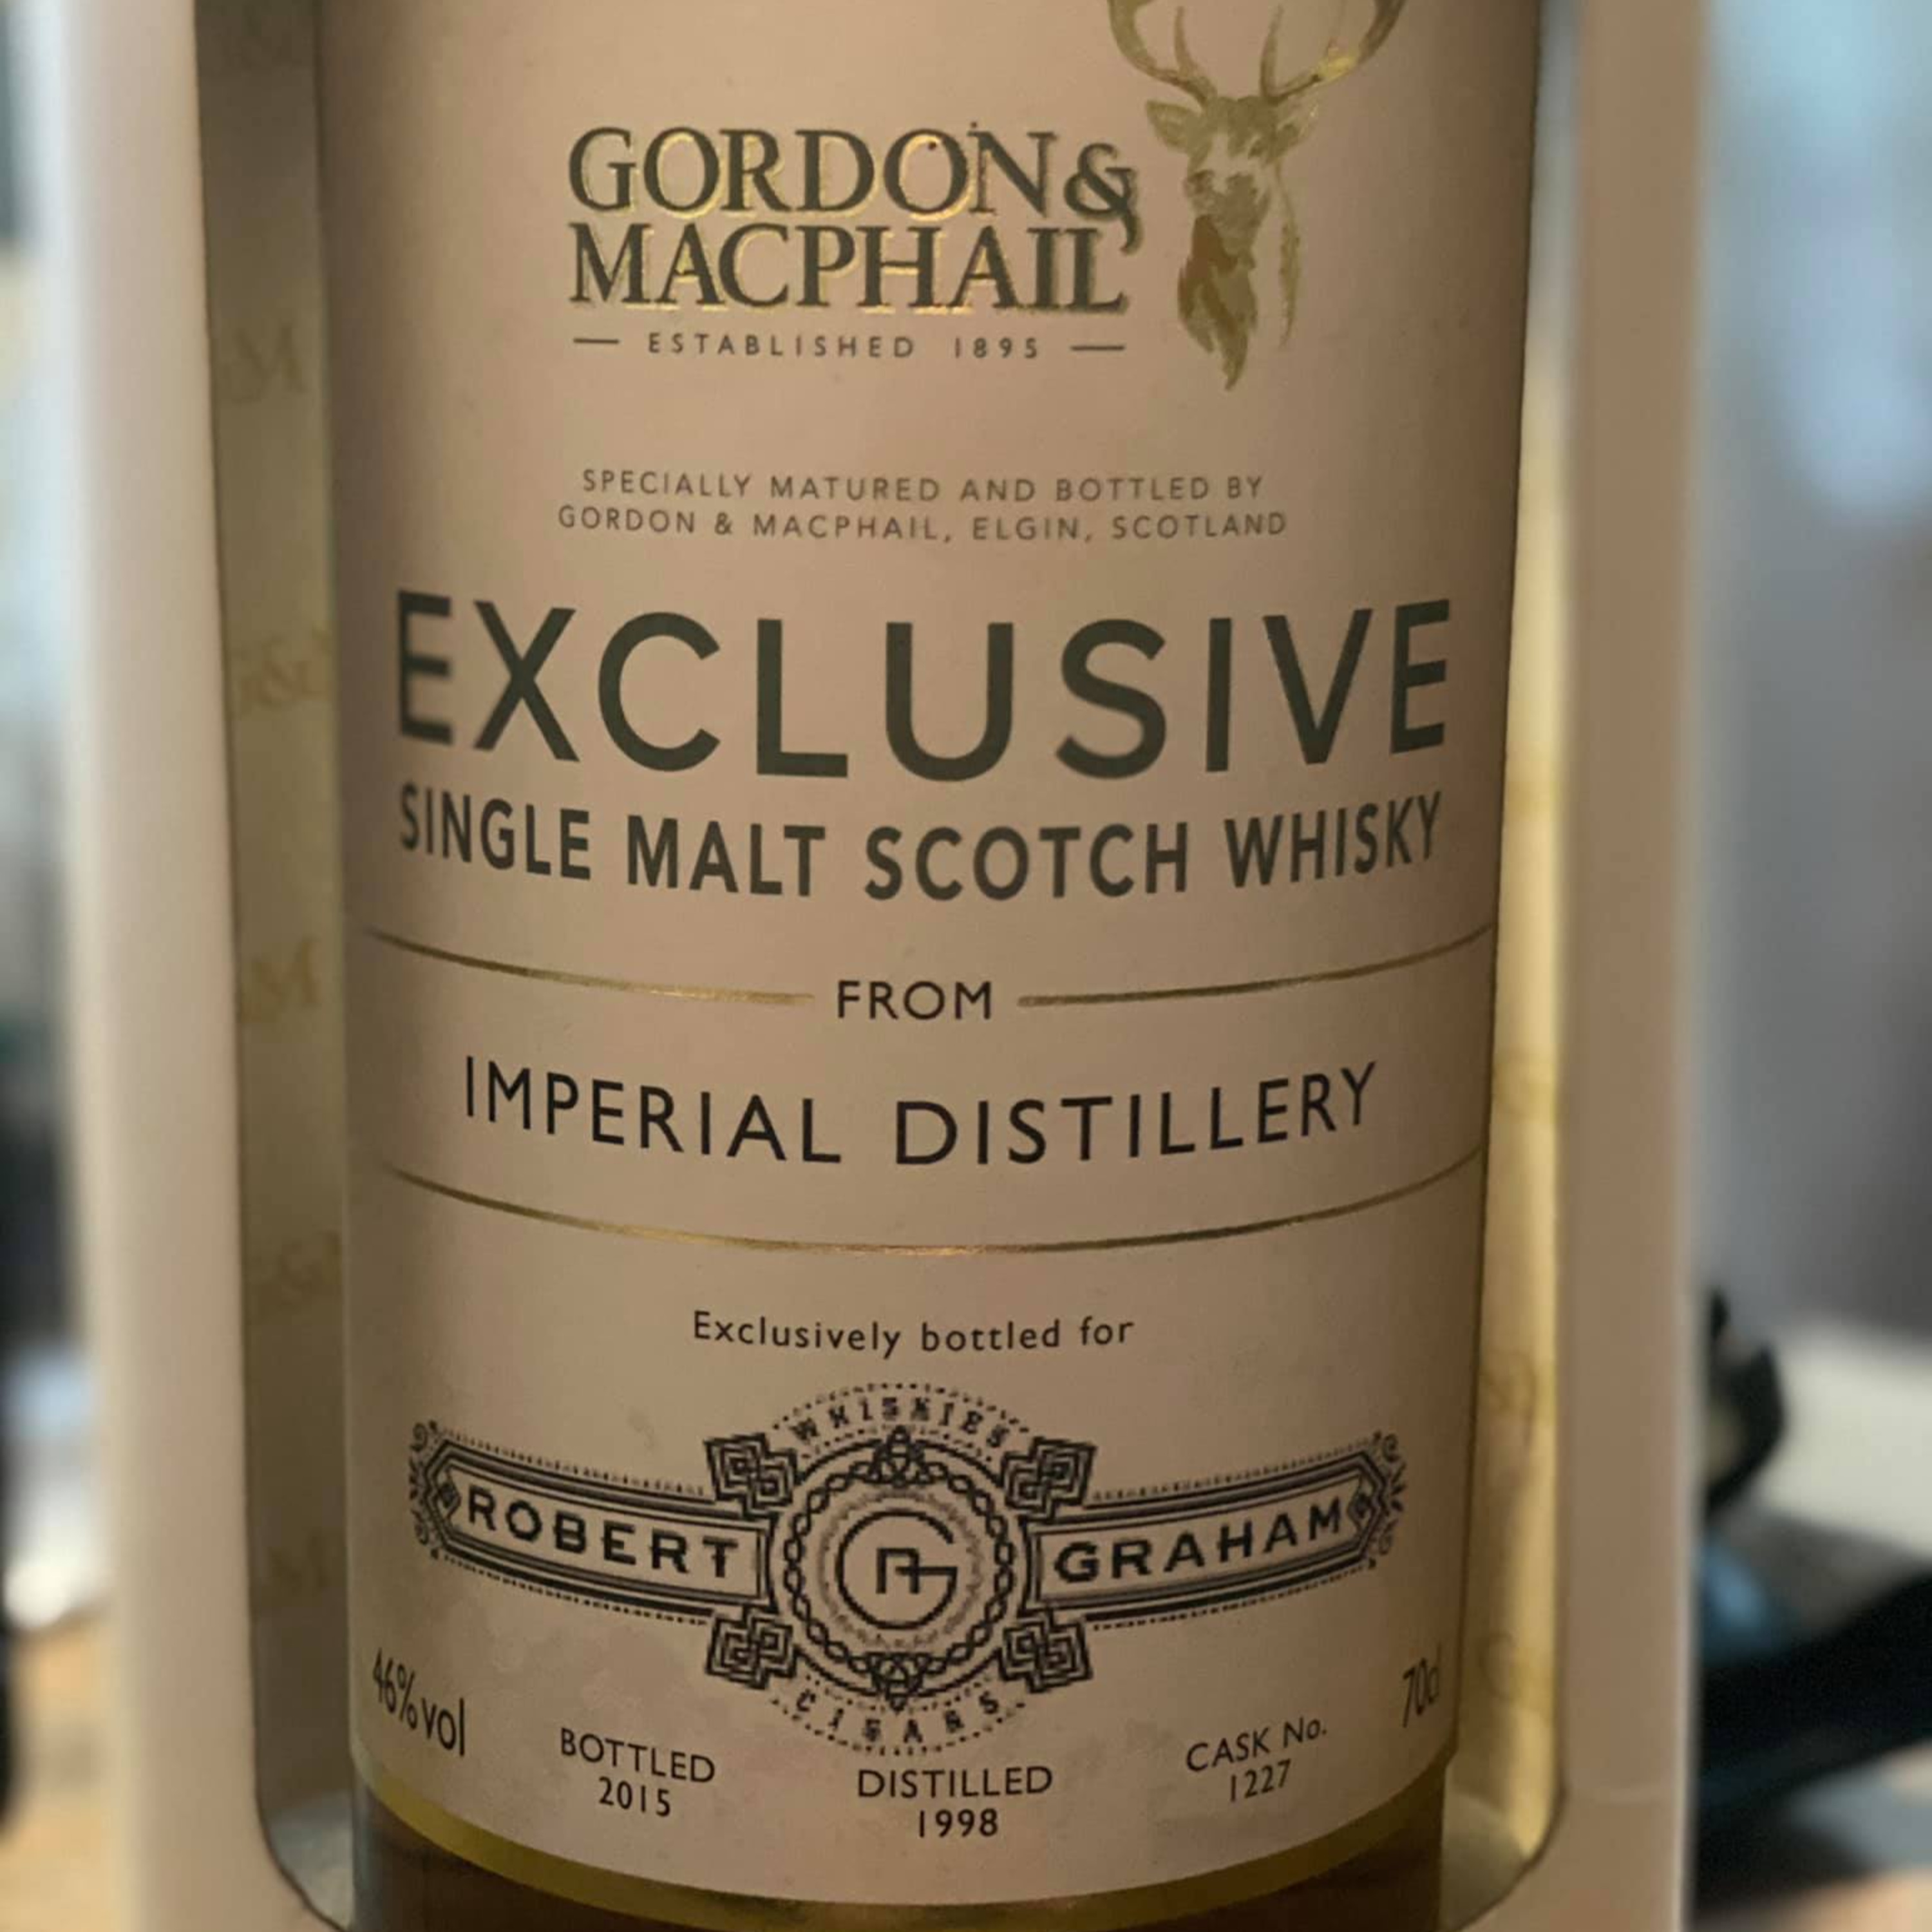 GORDON &
MACPHAIL
ESTABLISHED 1895
SPECIALLY MATURED AND BOTTLED BY
GORDON & MACPHAIL, ELGIN, SCOTLAND
EXCLUSIVE
SINGLE MALT SCOTCH WHISKY
FROM
IMPERIAL DISTILLERY
Exclusively bottled for
WHISKIES
ROBERT RG GRAHAM
CIGARS
46%vol
70cl
BOTTLED
2015
DISTILLED
1998
CASK No.
1227